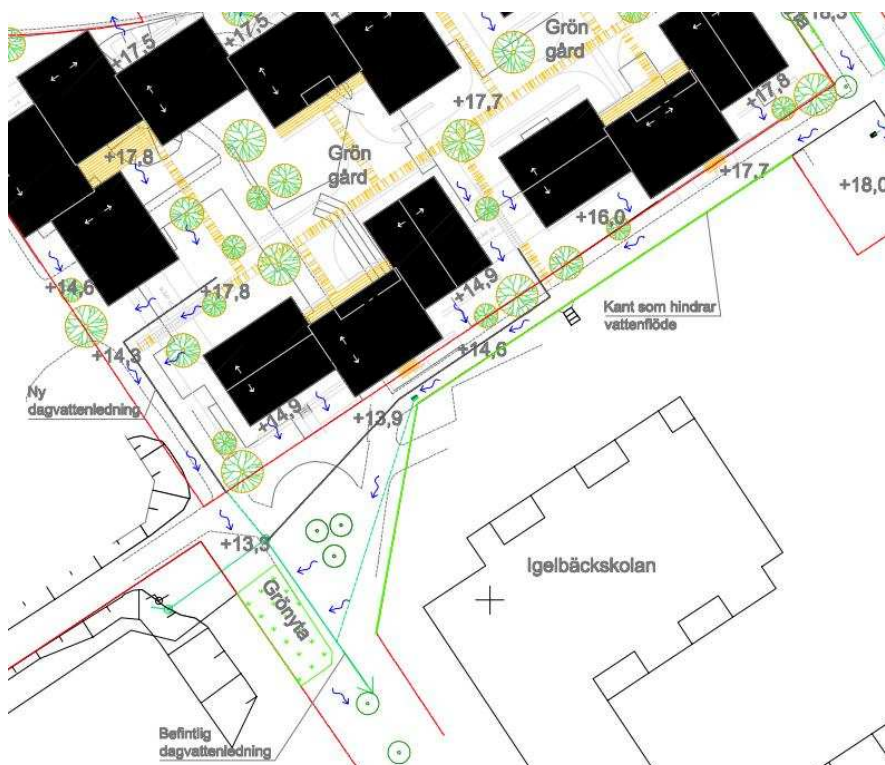 +17,5
+17,5
Grön
gård
+18,3
+17,7
+17,8
+17,8
Grön
gård
+17,7
+18,0
+16,0
+14,6
+17,8
+14,9
Kant som hindrar
vattenflöde
+14,3
+14,6
Ny
dagvattenledning
+14,9
+13,9
+13,5
Igelbäckskolan
Grönyta
Befintlig
dagvattenledning